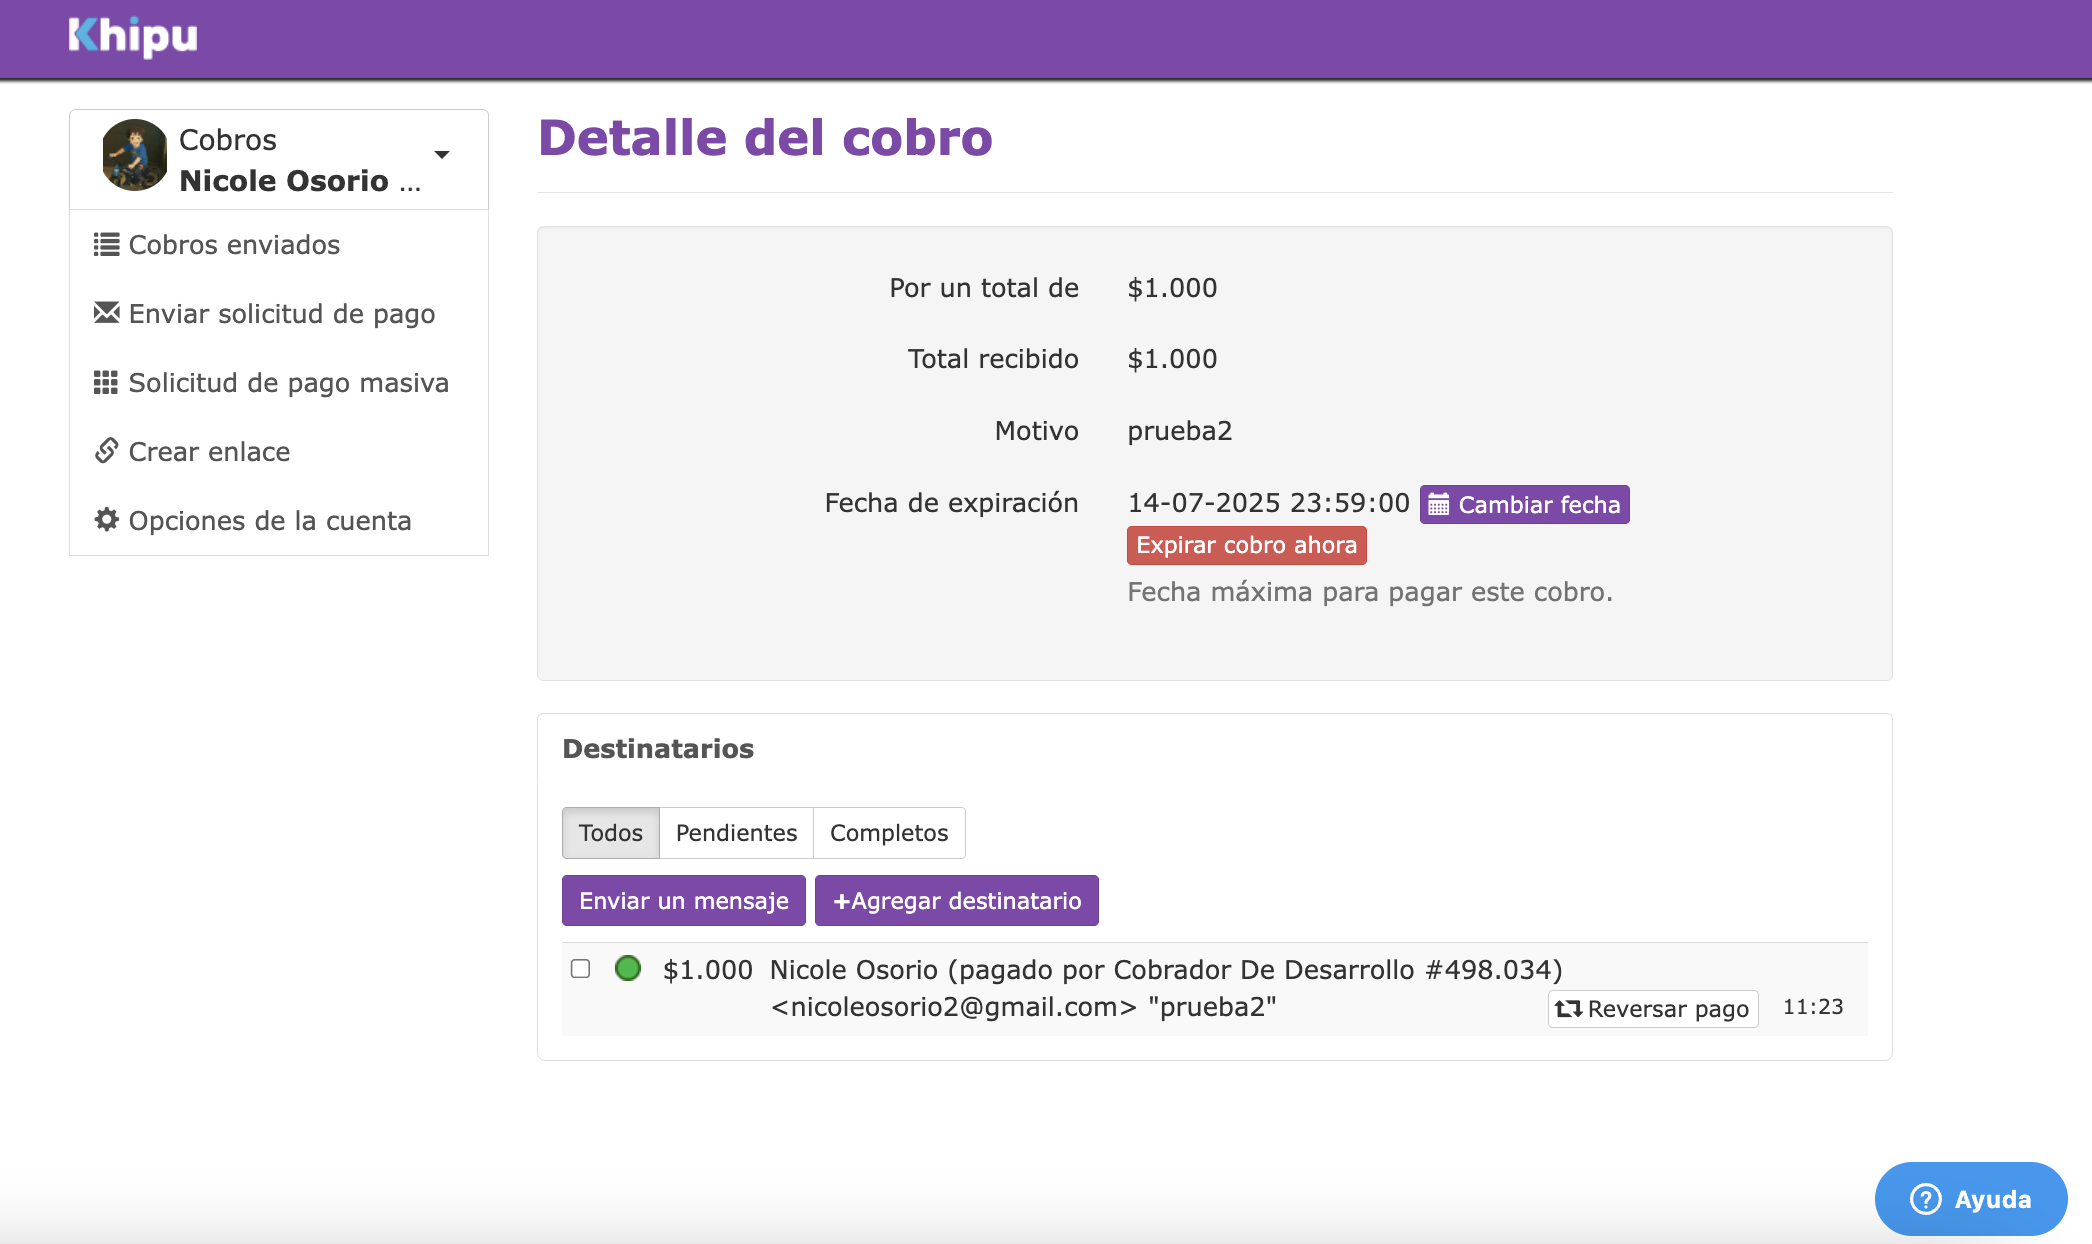 Khipu
Cobros
Nicole Osorio ...
Cobros enviados
Enviar solicitud de pago
Solicitud de pago masiva
Crear enlace
Opciones de la cuenta
Detalle del cobro
Por un total de $1.000
Total recibido $1.000
Motivo prueba2
Fecha de expiración 14-07-2025 23:59:00 Cambiar fecha
Expirar cobro ahora
Fecha máxima para pagar este cobro.
Destinatarios
Todos Pendientes Completos
Enviar un mensaje +Agregar destinatario
$1.000 Nicole Osorio (pagado por Cobrador De Desarrollo #498.034)
<nicoleosorio2@gmail.com> "prueba2" Reversar pago 11:23
Ayuda